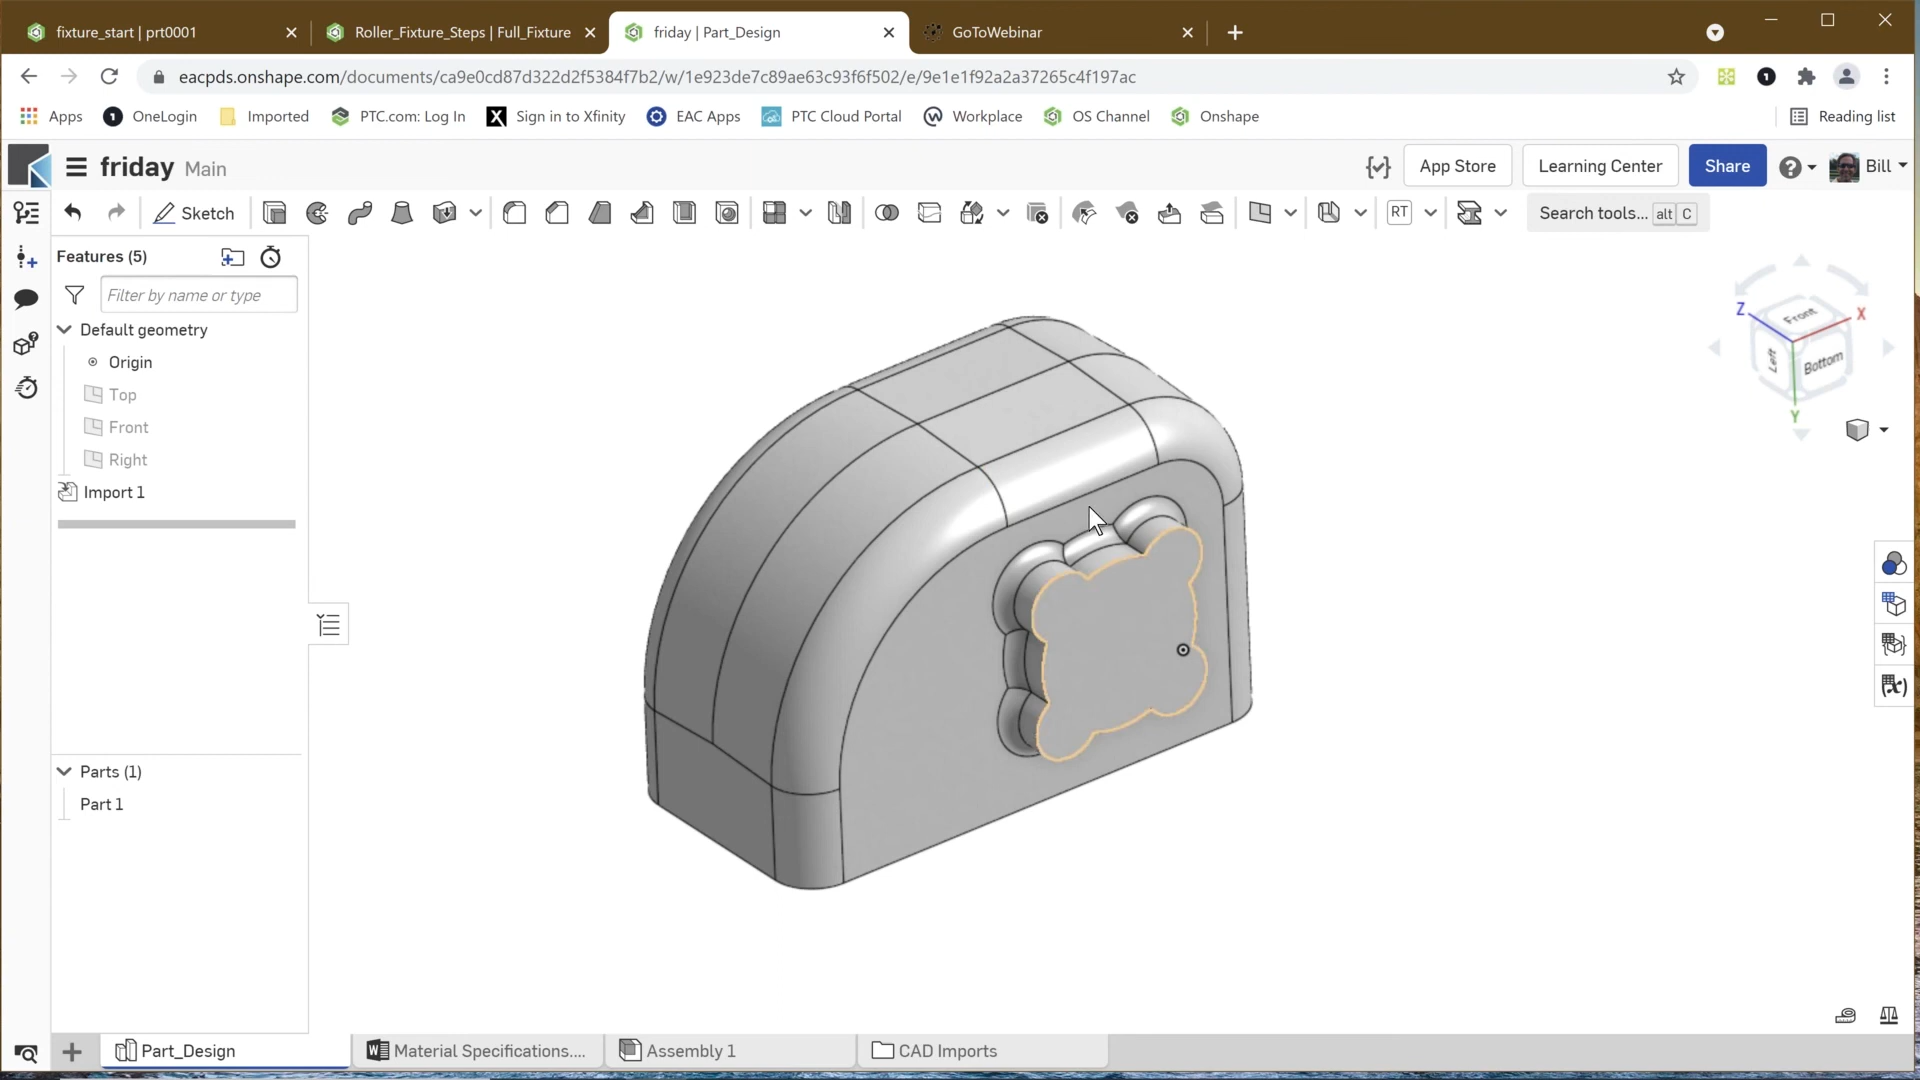 fixture_start | prt0001
Roller_Fixture_Steps | Full_Fixture
friday | Part_Design
GoToWebinar
eacpds.onshape.com/documents/ca9e0cd87d322d2f5384f7b2/w/1e923de7c89ae63c93f6f502/e/9e1e1f92a2a37265c4f197ac
1
Apps
1
OneLogin
Imported
PTC.com: Log In
X
Sign in to Xfinity
EAC Apps
PTC Cloud Portal
Workplace
OS Channel
Onshape
Reading list
friday Main
App Store
Learning Center
Share
?
Bill
Sketch
RT
Search tools... alt C
Features (5)
Filter by name or type
Default geometry
Origin
Top
Front
Right
Import 1
Z
X
Y
Front
Left
Bottom
(x)
Parts (1)
Part 1
Part_Design
W
Material Specifications....
Assembly 1
CAD Imports